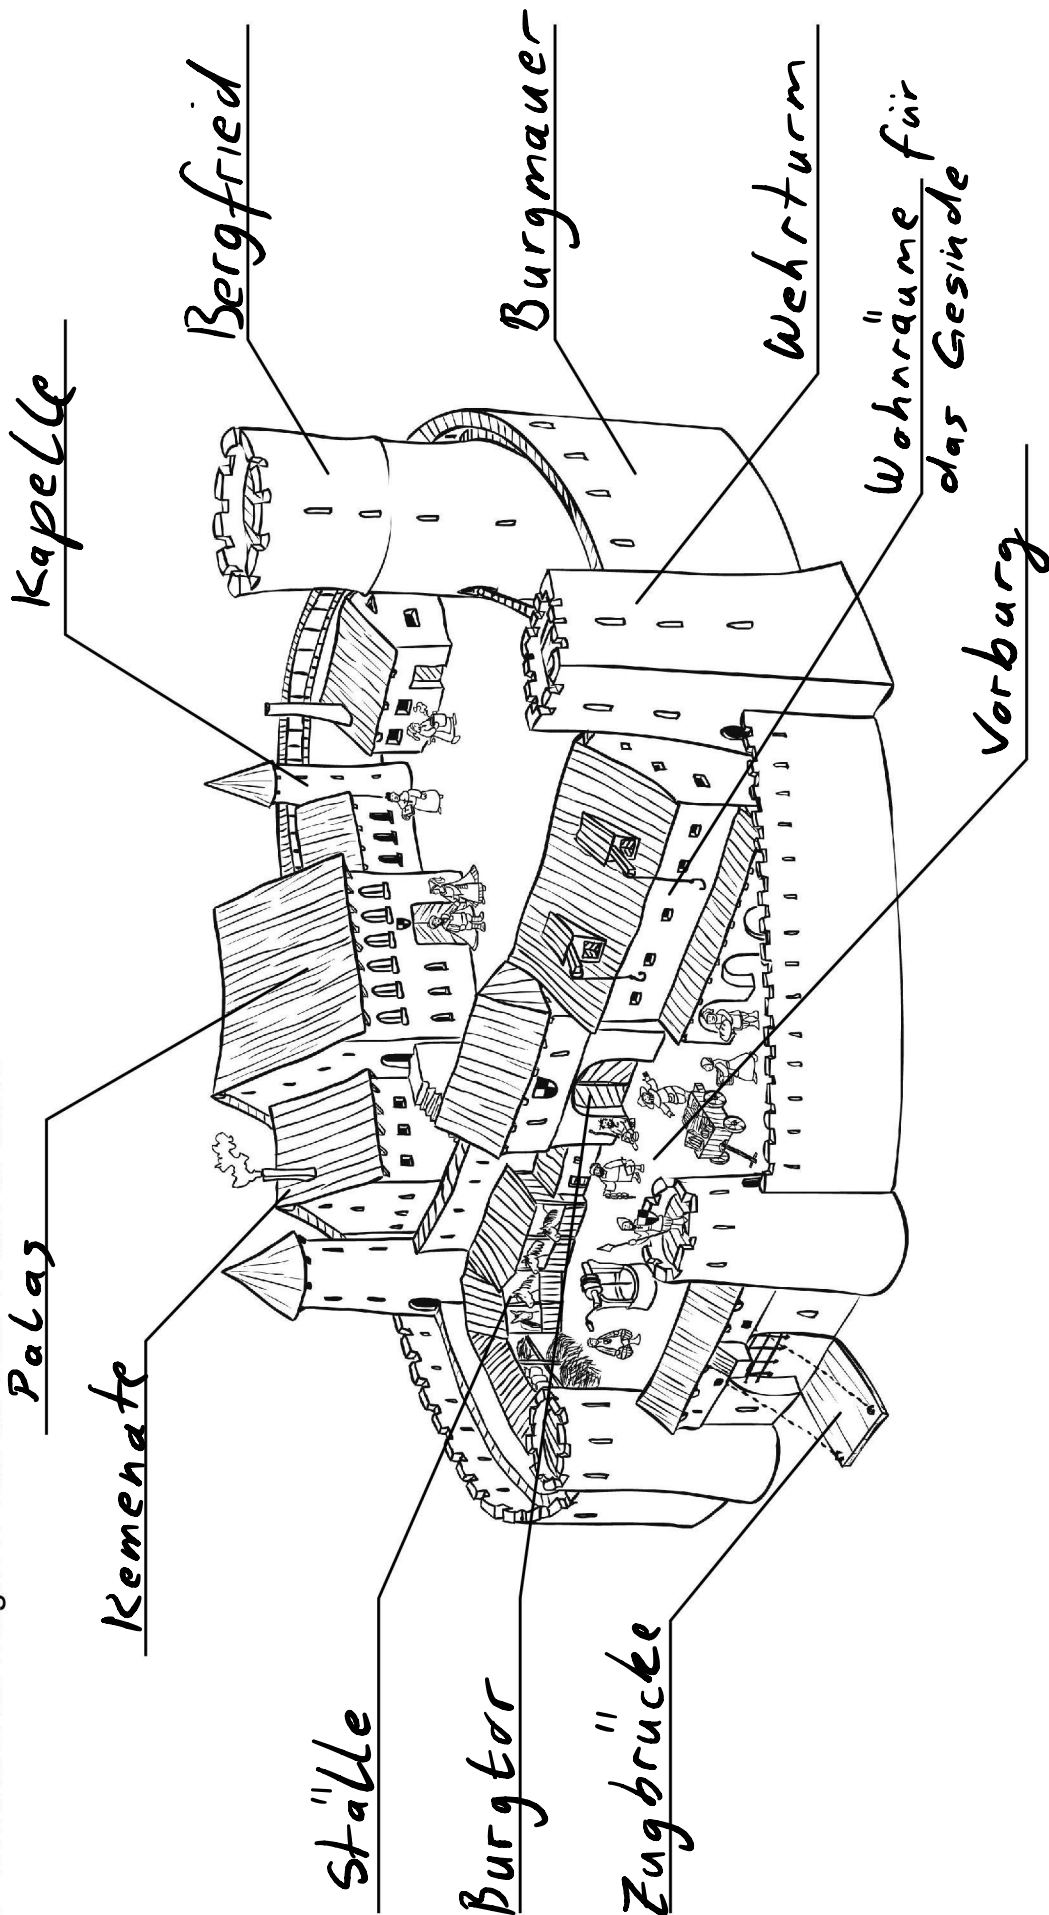 Kapelle
Palas
Bergfried
Kemenate
Ställe
Burgmauer
Burgtor
Wehrturm
Zugbrücke
Wohnräume für
das Gesinde
Vorburg